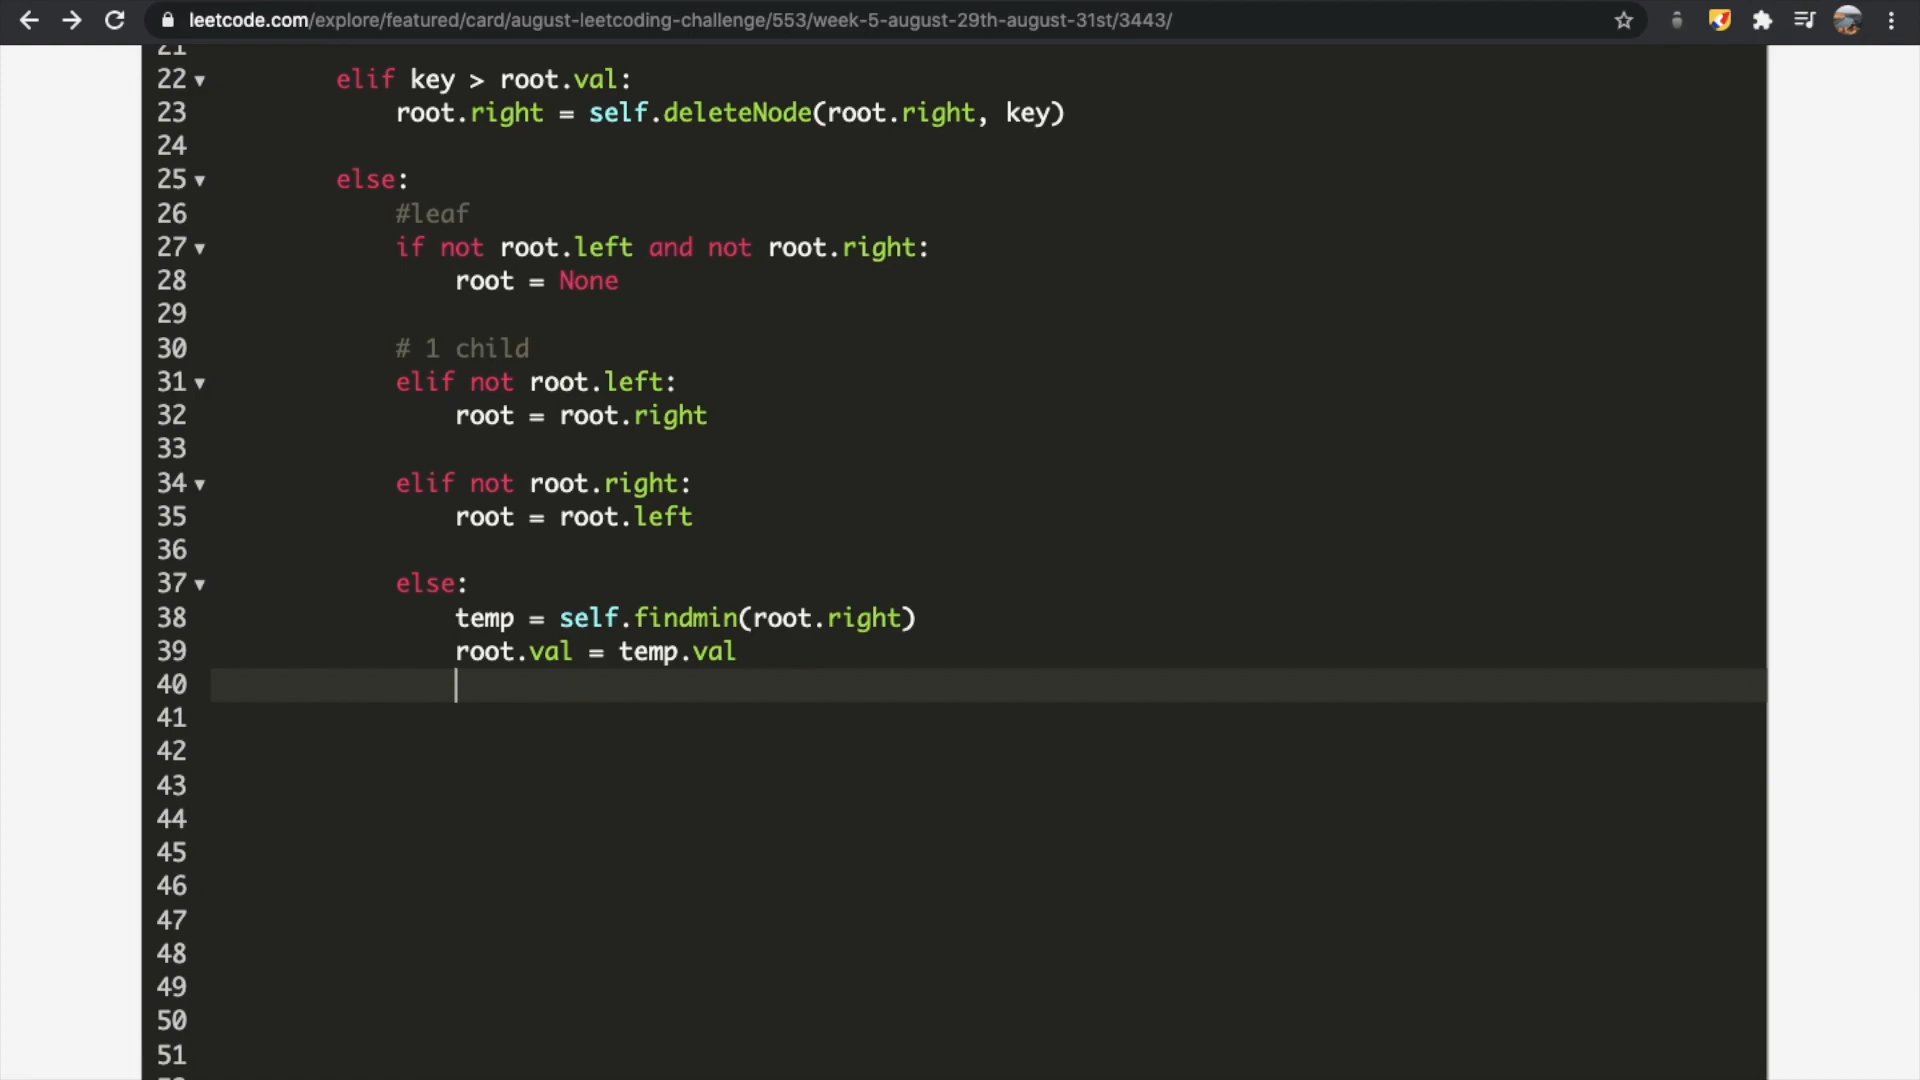 leetcode.com/explore/featured/card/august-leetcoding-challenge/553/week-5-august-29th-august-31st/3443/
21
22 elif key > root.val:
23 root.right = self.deleteNode(root.right, key)
24
25 else:
26 #leaf
27 if not root.left and not root.right:
28 root = None
29
30 # 1 child
31 elif not root.left:
32 root = root.right
33
34 elif not root.right:
35 root = root.left
36
37 else:
38 temp = self.findmin(root.right)
39 root.val = temp.val
40
41
42
43
44
45
46
47
48
49
50
51